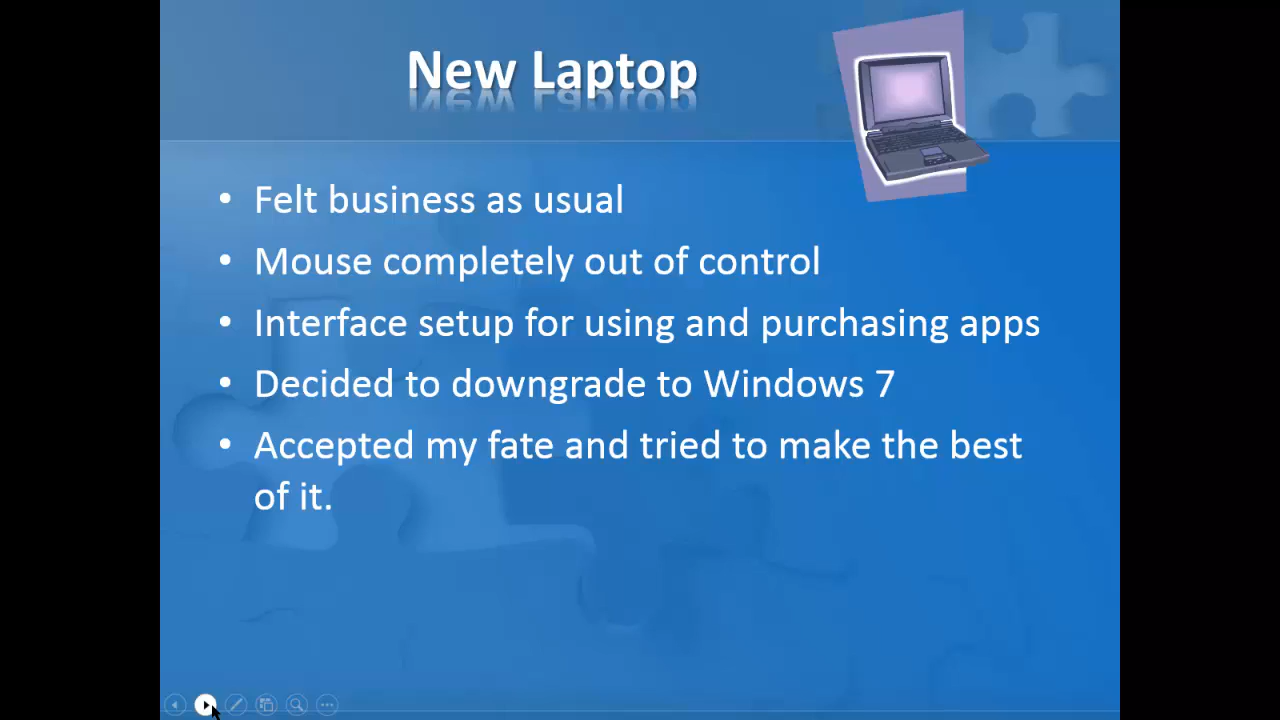 New Laptop
• Felt business as usual
• Mouse completely out of control
• Interface setup for using and purchasing apps
• Decided to downgrade to Windows 7
• Accepted my fate and tried to make the best
of it.